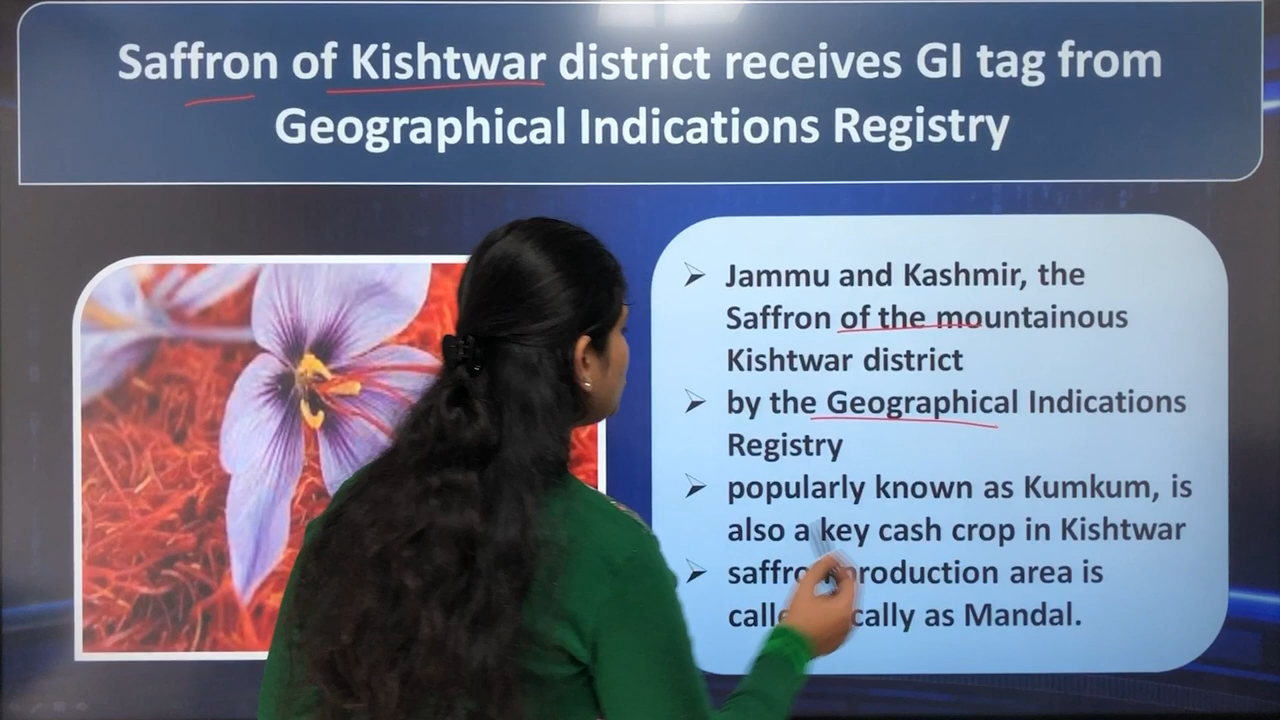 Saffron of Kishtwar district receives GI tag from
Geographical Indications Registry
Jammu and Kashmir, the
Saffron of the mountainous
Kishtwar district
by the Geographical Indications
Registry
popularly known as Kumkum, is
also a key cash crop in Kishtwar
production area is
as Mandal.